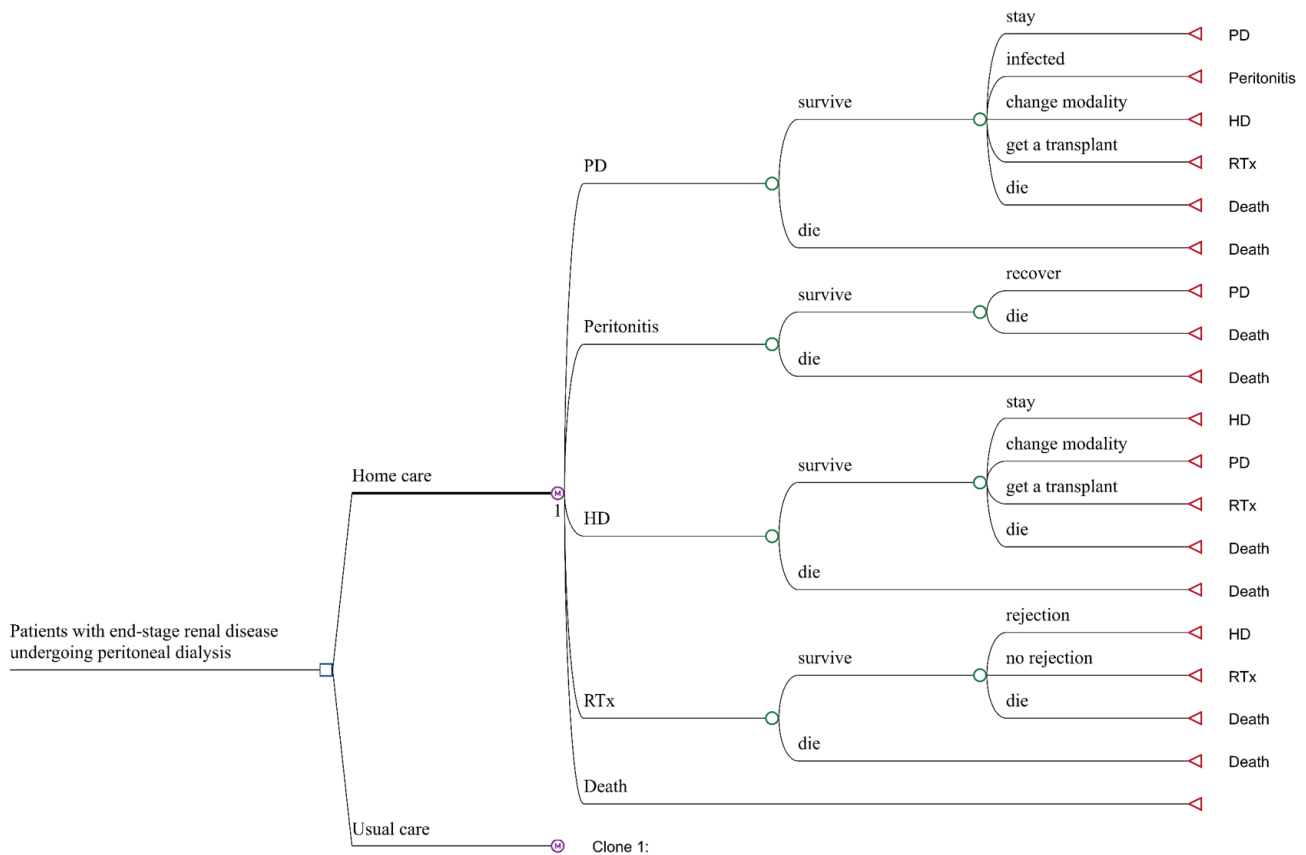 stay
PD
infected
Peritonitis
survive
change modality
HD
get a transplant
RTx
PD
die
Death
die
Death
recover
PD
survive
die
Death
Peritonitis
die
Death
stay
HD
change modality
PD
survive
get a transplant
RTx
Home care
M
1
HD
die
Death
die
Death
rejection
HD
Patients with end-stage renal disease
undergoing peritoneal dialysis
survive
no rejection
RTx
RTx
die
Death
die
Death
Death
Usual care
M
Clone 1: